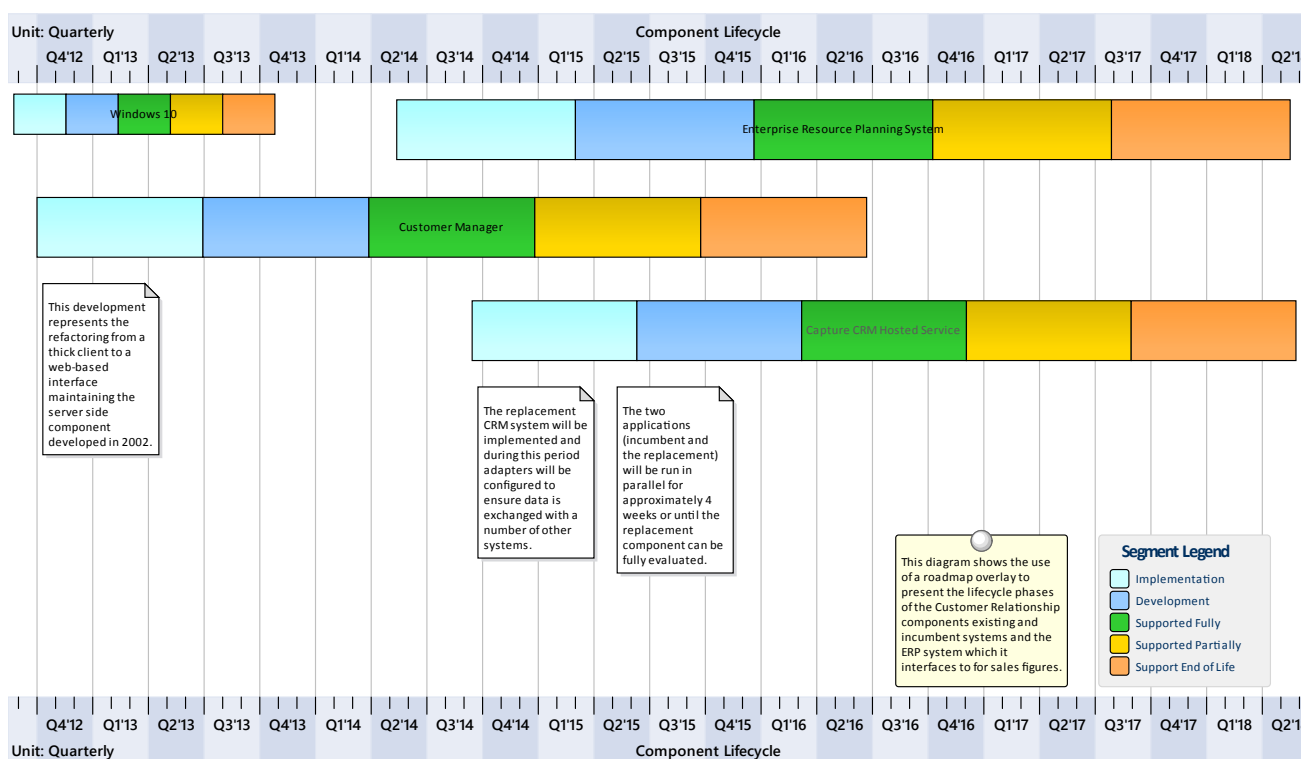 Unit: Quarterly
Component Lifecycle
Q4'12 Q1'13 Q2'13 Q3'13 Q4'13 Q1'14 Q2'14 Q3'14 Q4'14 Q1'15 Q2'15 Q3'15 Q4'15 Q1'16 Q2'16 Q3'16 Q4'16 Q1'17 Q2'17 Q3'17 Q4'17 Q1'18
Windows 10
Enterprise Resource Planning System
Customer Manager
This development
represents the
refactoring from a
thick client to a
web-based
interface
maintaining the
server side
component
developed in 2002.
Capture CRM Hosted Service
The replacement
CRM system will be
implemented and
during this period
adapters will be
configured to
ensure data is
exchanged with a
number of other
systems.
The two
applications
(incumbent and
the replacement)
will be run in
parallel for
approximately 4
weeks or until the
replacement
component can be
fully evaluated.
This diagram shows the use
of a roadmap overlay to
present the lifecycle phases
of the Customer Relationship
components existing and
incumbent systems and the
ERP system which it
interfaces to for sales figures.
Segment Legend
Implementation
Development
Supported Fully
Supported Partially
Support End of Life
Q4'12 Q1'13 Q2'13 Q3'13 Q4'13 Q1'14 Q2'14 Q3'14 Q4'14 Q1'15 Q2'15 Q3'15 Q4'15 Q1'16 Q2'16 Q3'16 Q4'16 Q1'17 Q2'17 Q3'17 Q4'17 Q1'18
Unit: Quarterly
Component Lifecycle